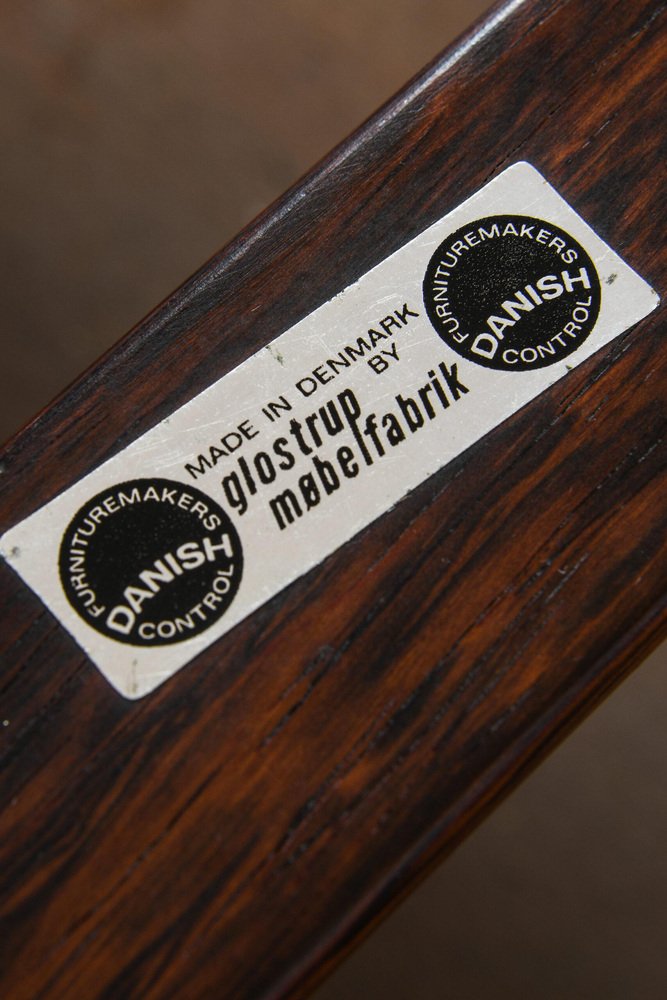 FURNITUREMAKERS
DANISH
CONTROL
MADE IN DENMARK
BY
glostrup
møbelfabrik
FURNITUREMAKERS
DANISH
CONTROL